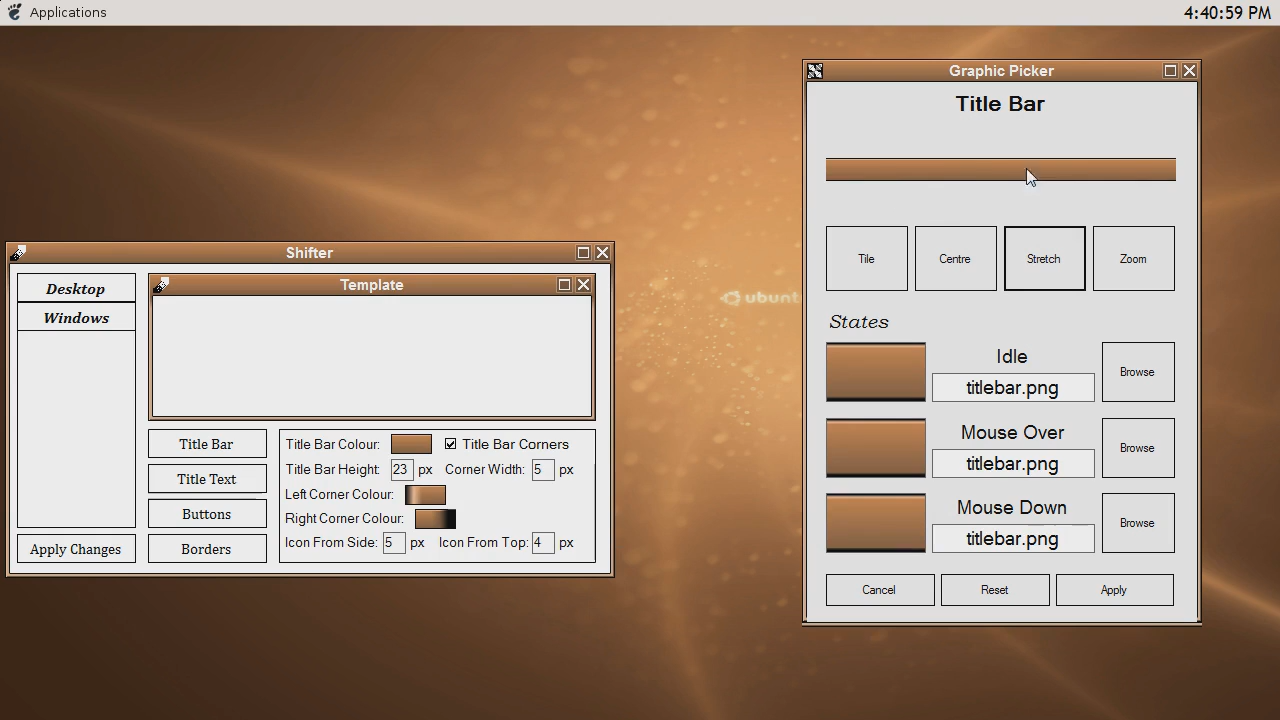 Applications
4:40:59 PM
Graphic Picker
Title Bar
Tile
Centre
Stretch
Zoom
States
Idle
titlebar.png
Browse
Mouse Over
titlebar.png
Browse
Mouse Down
titlebar.png
Browse
Cancel
Reset
Apply
Shifter
Desktop
Windows
Apply Changes
Template
Title Bar
Title Text
Buttons
Borders
Title Bar Colour:
Title Bar Corners
Title Bar Height: 23 px
Corner Width: 5 px
Left Corner Colour:
Right Corner Colour:
Icon From Side: 5 px
Icon From Top: 4 px